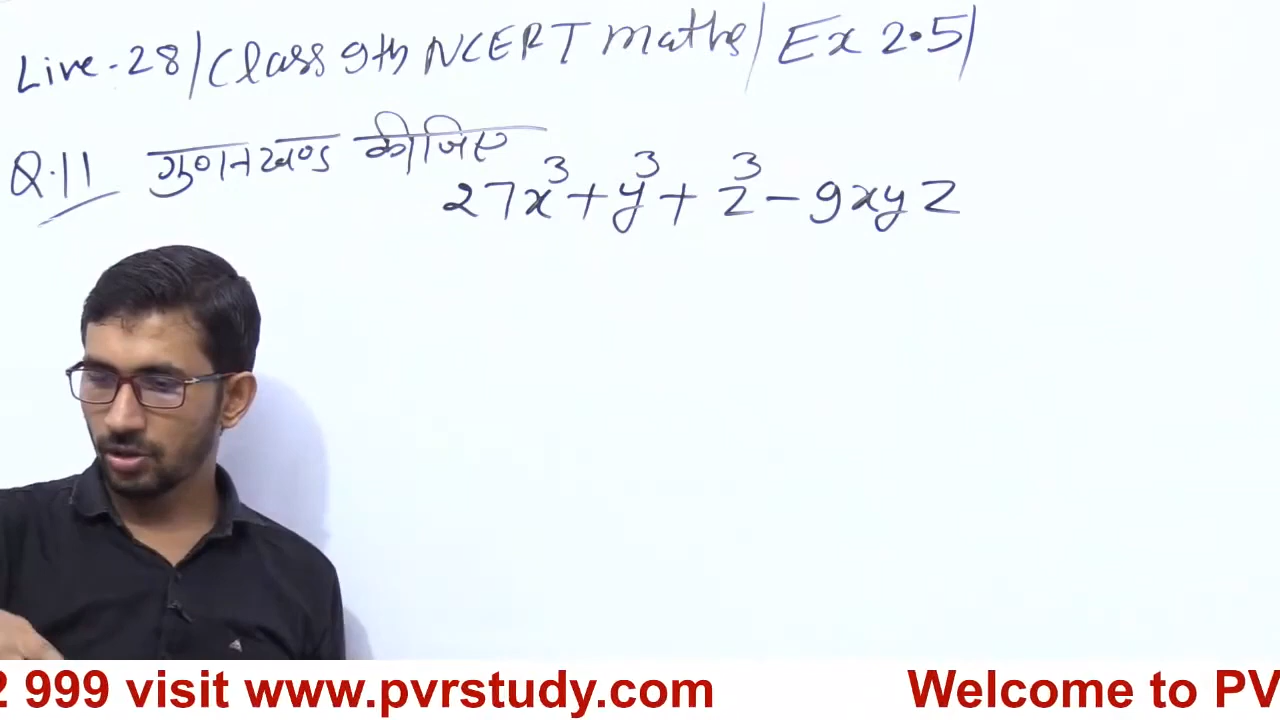 Live-28/Class 9th NCERT maths/Ex 2.5/
Q.11 गुणनखण्ड कीजिए
27x³+y³+z³-9xyz
2 999 visit www.pvrstudy.com Welcome to PV